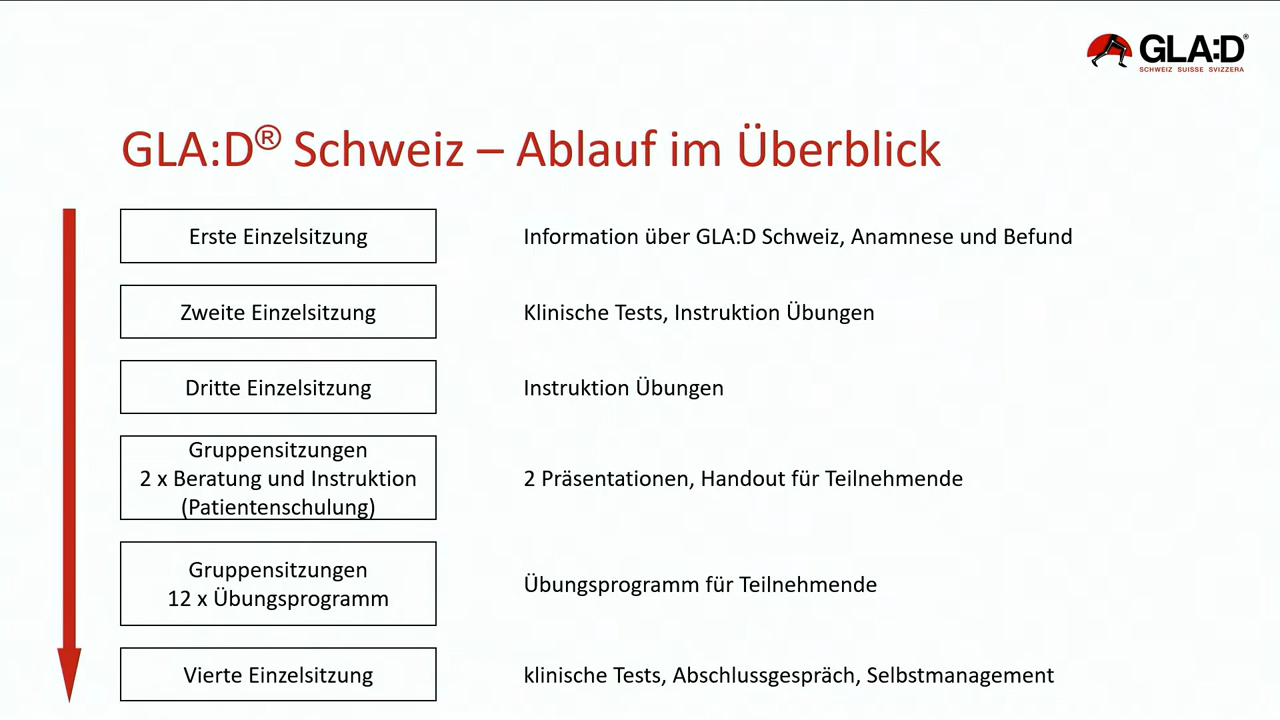 GLA:D®
SCHWEIZ SUISSE SVIZZERA
GLA:D® Schweiz – Ablauf im Überblick
Erste Einzelsitzung
Information über GLA:D Schweiz, Anamnese und Befund
Zweite Einzelsitzung
Klinische Tests, Instruktion Übungen
Dritte Einzelsitzung
Instruktion Übungen
Gruppensitzungen
2 x Beratung und Instruktion
(Patientenschulung)
2 Präsentationen, Handout für Teilnehmende
Gruppensitzungen
12 x Übungsprogramm
Übungsprogramm für Teilnehmende
Vierte Einzelsitzung
klinische Tests, Abschlussgespräch, Selbstmanagement